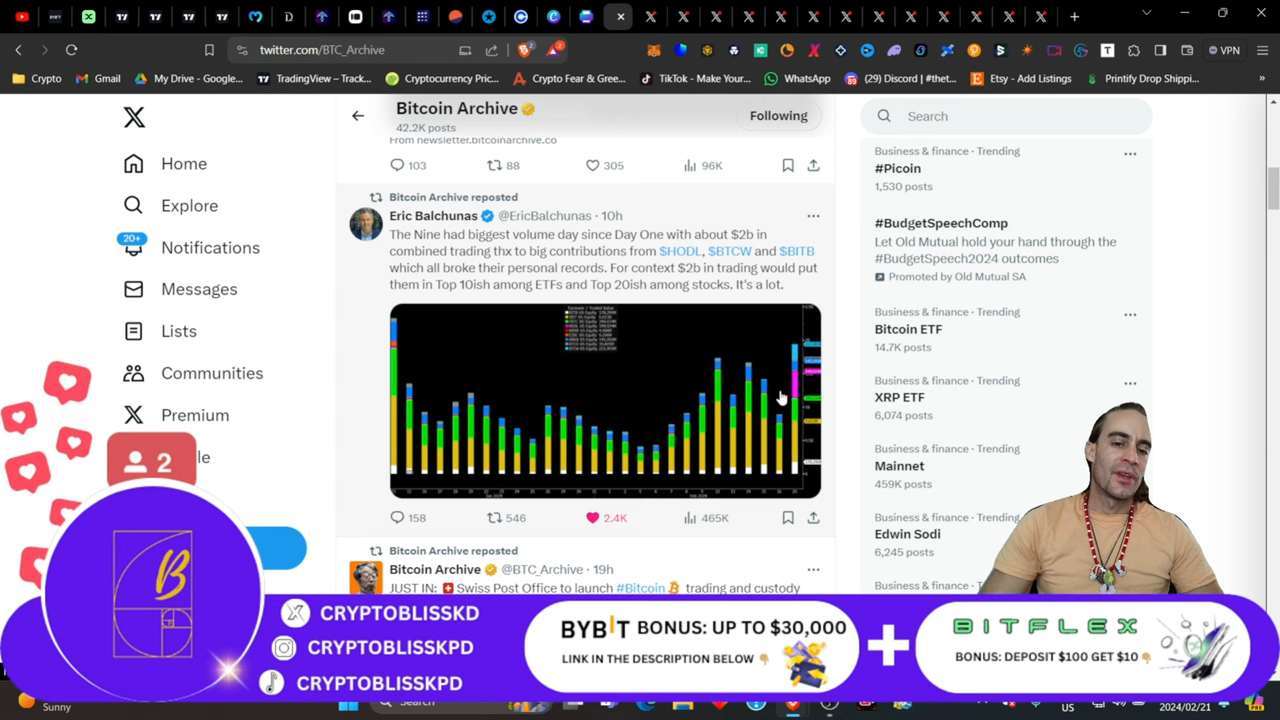 twitter.com/BTC_Archive
2
2
VPN
Crypto
Gmail
My Drive - Google...
TradingView – Track...
Cryptocurrency Pric...
Crypto Fear & Gree...
TikTok - Make Your...
WhatsApp
(29) Discord | #thet...
Etsy - Add Listings
Printify Drop Shippi...
»
Bitcoin Archive
42.2K posts
Following
From newsletter.bitcoinarchive.co
103
88
305
96K
Bitcoin Archive reposted
Eric Balchunas @EricBalchunas · 10h
The Nine had biggest volume day since Day One with about $2b in
combined trading thx to big contributions from $HODL, $BTCW and $BITB
which all broke their personal records. For context $2b in trading would put
them in Top 10ish among ETFs and Top 20ish among stocks. It's a lot.
158
546
2.4K
465K
Bitcoin Archive reposted
Bitcoin Archive @BTC_Archive · 19h
JUST IN: Swiss Post Office to launch #Bitcoin trading and custody
Home
Explore
20+
Notifications
Messages
Lists
Communities
Premium
2
le
Search
Business & finance · Trending
#Picoin
1,530 posts
#BudgetSpeechComp
Let Old Mutual hold your hand through the
#BudgetSpeech2024 outcomes
Promoted by Old Mutual SA
Business & finance · Trending
Bitcoin ETF
14.7K posts
Business & finance · Trending
XRP ETF
6,074 posts
Business & finance · Trending
Mainnet
459K posts
Business & finance · Trending
Edwin Sodi
6,245 posts
Business & finance · Trending
B
CRYPTOBLISSKD
CRYPTOBLISSKPD
CRYPTOBLISSKPD
BYBIT BONUS: UP TO $30,000
LINK IN THE DESCRIPTION BELOW
BITFLEX
BONUS: DEPOSIT $100 GET $10
Sunny
Search
US
2024/02/21